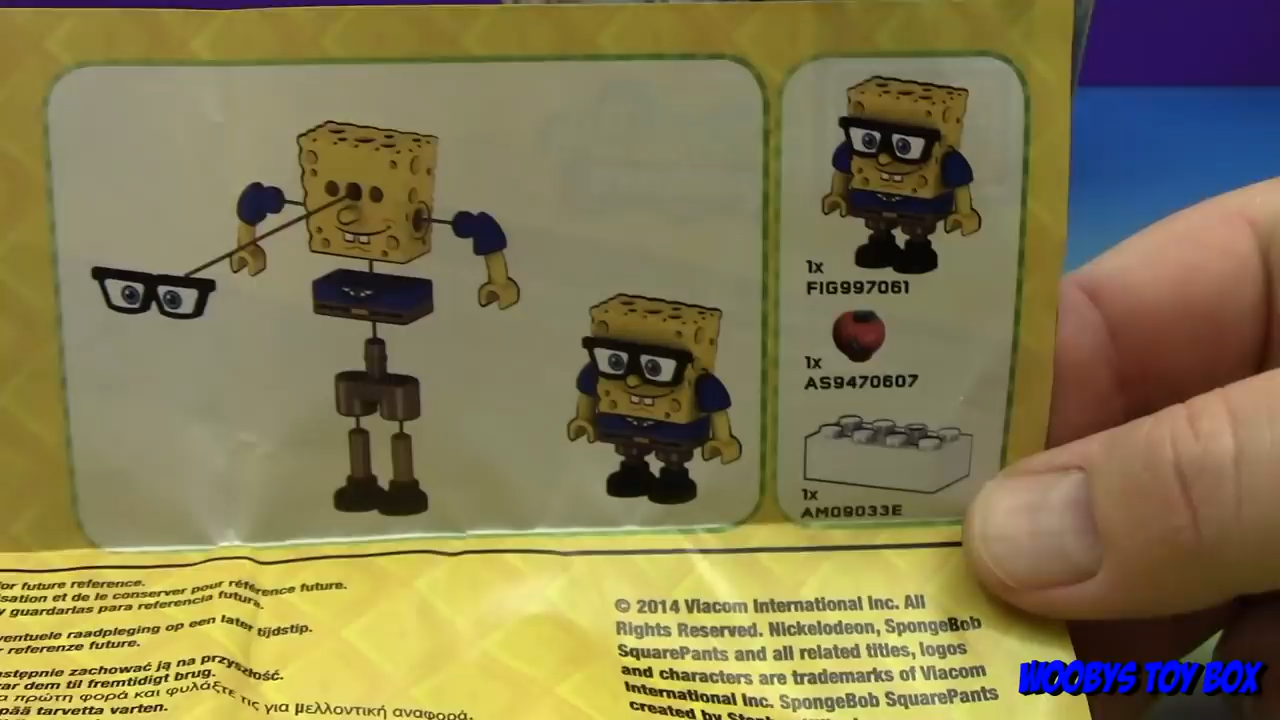 1x
FIG997061
1x
AS9470607
1x
AM09033E
or future reference.
isation et de le conserver pour référence future.
y guardarlas para referencia futura.
ventuele raadpleging op een later tijdstip.
r referenze future.
astępnie zachować ją na przyszłość.
ar dem til fremtidigt brug.
α πρώτη φορά και φυλάξτε τις για μελλοντική αναφορά.
pää tarvetta varten.
© 2014 Viacom International Inc. All
Rights Reserved. Nickelodeon, SpongeBob
SquarePants and all related titles, logos
and characters are trademarks of Viacom
International Inc. SpongeBob SquarePants
created by
WOOBYS TOY BOX